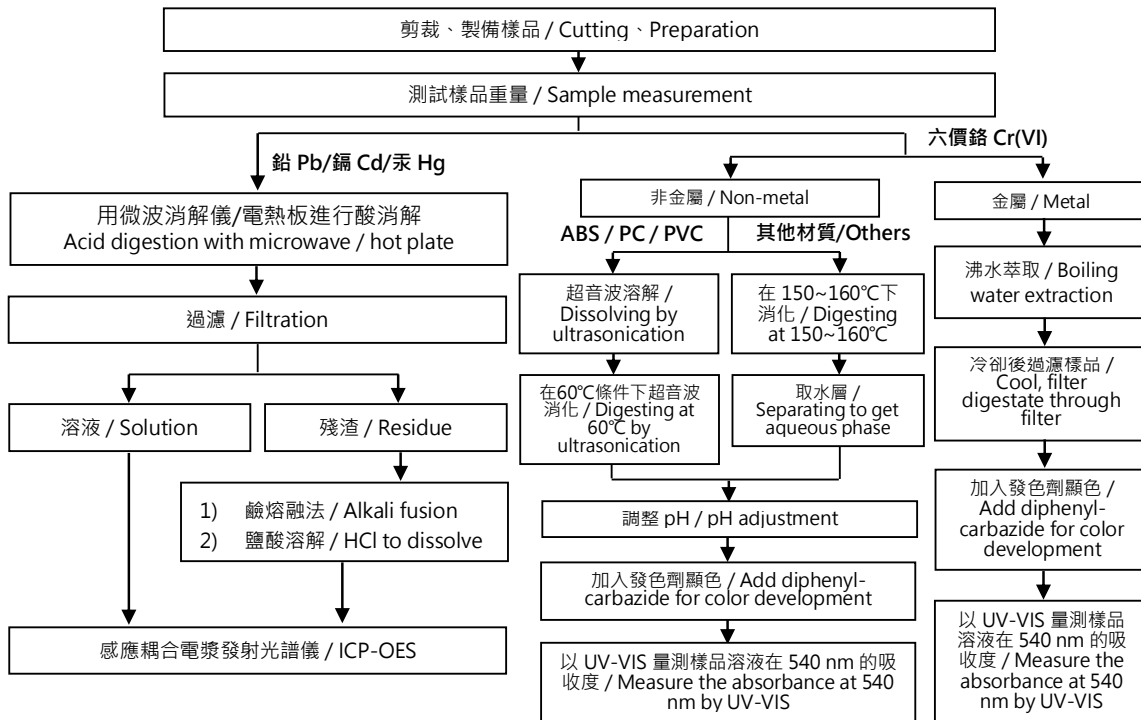 剪裁、製備樣品 / Cutting、Preparation
測試樣品重量 / Sample measurement
鉛 Pb/鎘 Cd/汞 Hg
六價鉻 Cr(VI)
用微波消解儀/電熱板進行酸消解
Acid digestion with microwave / hot plate
過濾 / Filtration
溶液 / Solution
殘渣 / Residue
1) 鹼熔融法 / Alkali fusion
2) 鹽酸溶解 / HCl to dissolve
感應耦合電漿發射光譜儀 / ICP-OES
非金屬 / Non-metal
ABS / PC / PVC
其他材質/Others
超音波溶解 /
Dissolving by
ultrasonication
在60℃條件下超音波
消化 / Digesting at
60℃ by
ultrasonication
在 150~160℃下
消化 / Digesting
at 150~160℃
取水層 /
Separating to get
aqueous phase
調整 pH / pH adjustment
加入發色劑顯色 / Add diphenyl-
carbazide for color development
以 UV-VIS 量測樣品溶液在 540 nm 的吸
收度 / Measure the absorbance at 540
nm by UV-VIS
金屬 / Metal
沸水萃取 / Boiling
water extraction
冷卻後過濾樣品 /
Cool, filter
digestate through
filter
加入發色劑顯色 /
Add diphenyl-
carbazide for color
development
以 UV-VIS 量測樣品
溶液在 540 nm 的吸
收度 / Measure the
absorbance at 540
nm by UV-VIS